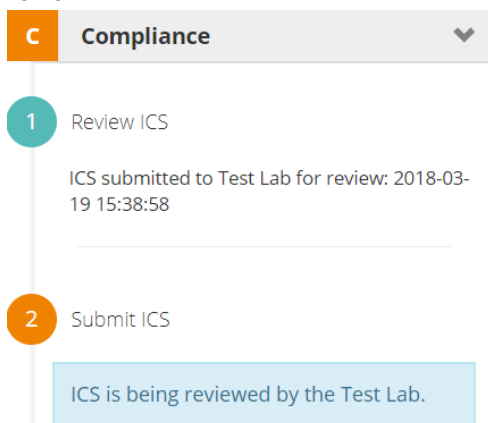 C Compliance
1 Review ICS
ICS submitted to Test Lab for review: 2018-03-
19 15:38:58
2 Submit ICS
ICS is being reviewed by the Test Lab.